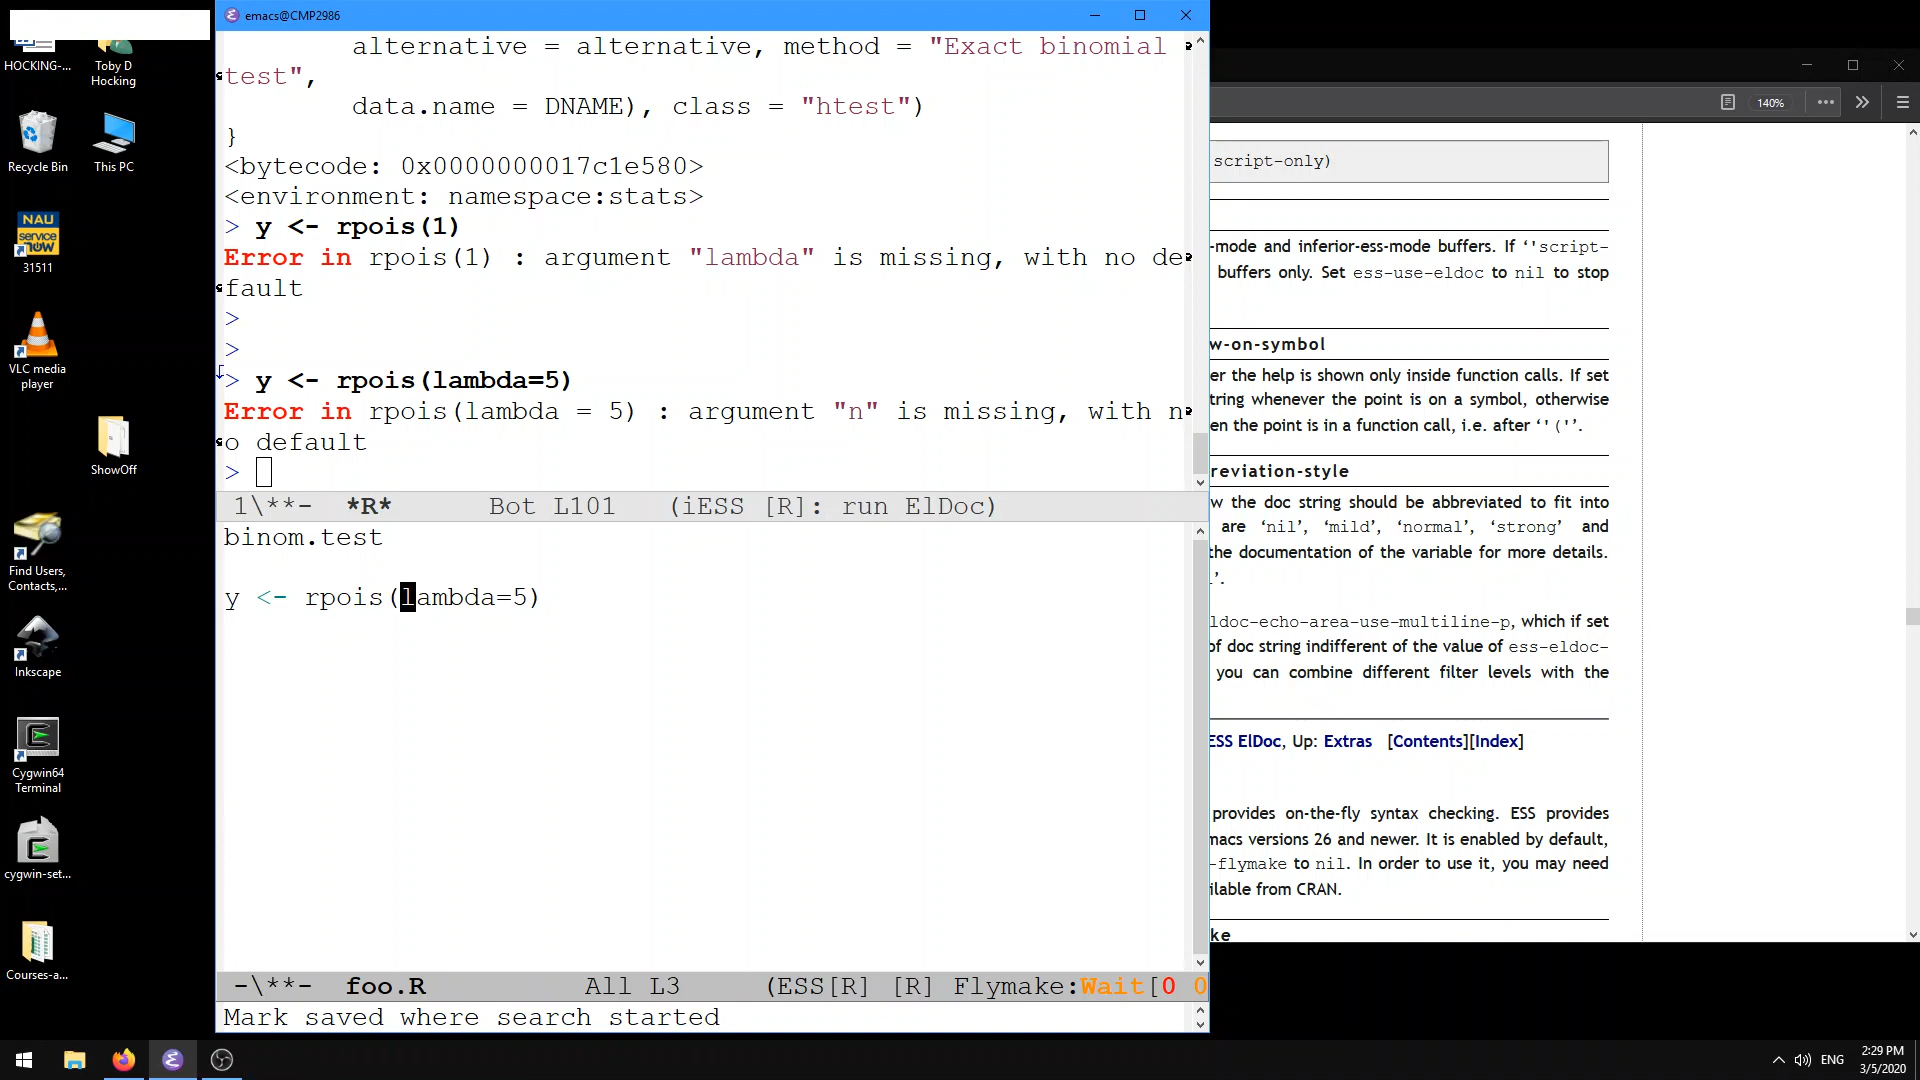 emacs@CMP2986
alternative = alternative, method = "Exact binomial
test",
data.name = DNAME), class = "htest")
}
<bytecode: 0x0000000017c1e580>
<environment: namespace:stats>
> y <- rpois(1)
Error in rpois(1) : argument "lambda" is missing, with no de
fault
>
>
> y <- rpois(lambda=5)
Error in rpois(lambda = 5) : argument "n" is missing, with n
o default
>
1\**-  *R*      Bot L101   (iESS [R]: run ElDoc)
binom.test
y <- rpois(lambda=5)
-\**-  foo.R          All L3     (ESS[R] [R] Flymake:Wait[0 0
Mark saved where search started
HOCKING-...
Toby D
Hocking
Recycle Bin
This PC
NAU
service
now
31511
VLC media
player
ShowOff
Find Users,
Contacts,...
Inkscape
Cygwin64
Terminal
cygwin-set...
Courses-a...
140%
script-only)
-mode and inferior-ess-mode buffers. If ‘'script-
buffers only. Set ess-use-eldoc to nil to stop
w-on-symbol
er the help is shown only inside function calls. If set
tring whenever the point is on a symbol, otherwise
en the point is in a function call, i.e. after ‘'('’.
reviation-style
w the doc string should be abbreviated to fit into
are ‘nil’, ‘mild’, ‘normal’, ‘strong’ and
the documentation of the variable for more details.
’.
ldoc-echo-area-use-multiline-p, which if set
of doc string indifferent of the value of ess-eldoc-
you can combine different filter levels with the
ESS ElDoc, Up: Extras [Contents][Index]
provides on-the-fly syntax checking. ESS provides
macs versions 26 and newer. It is enabled by default,
-flymake to nil. In order to use it, you may need
ilable from CRAN.
ke
ENG
2:29 PM
3/5/2020